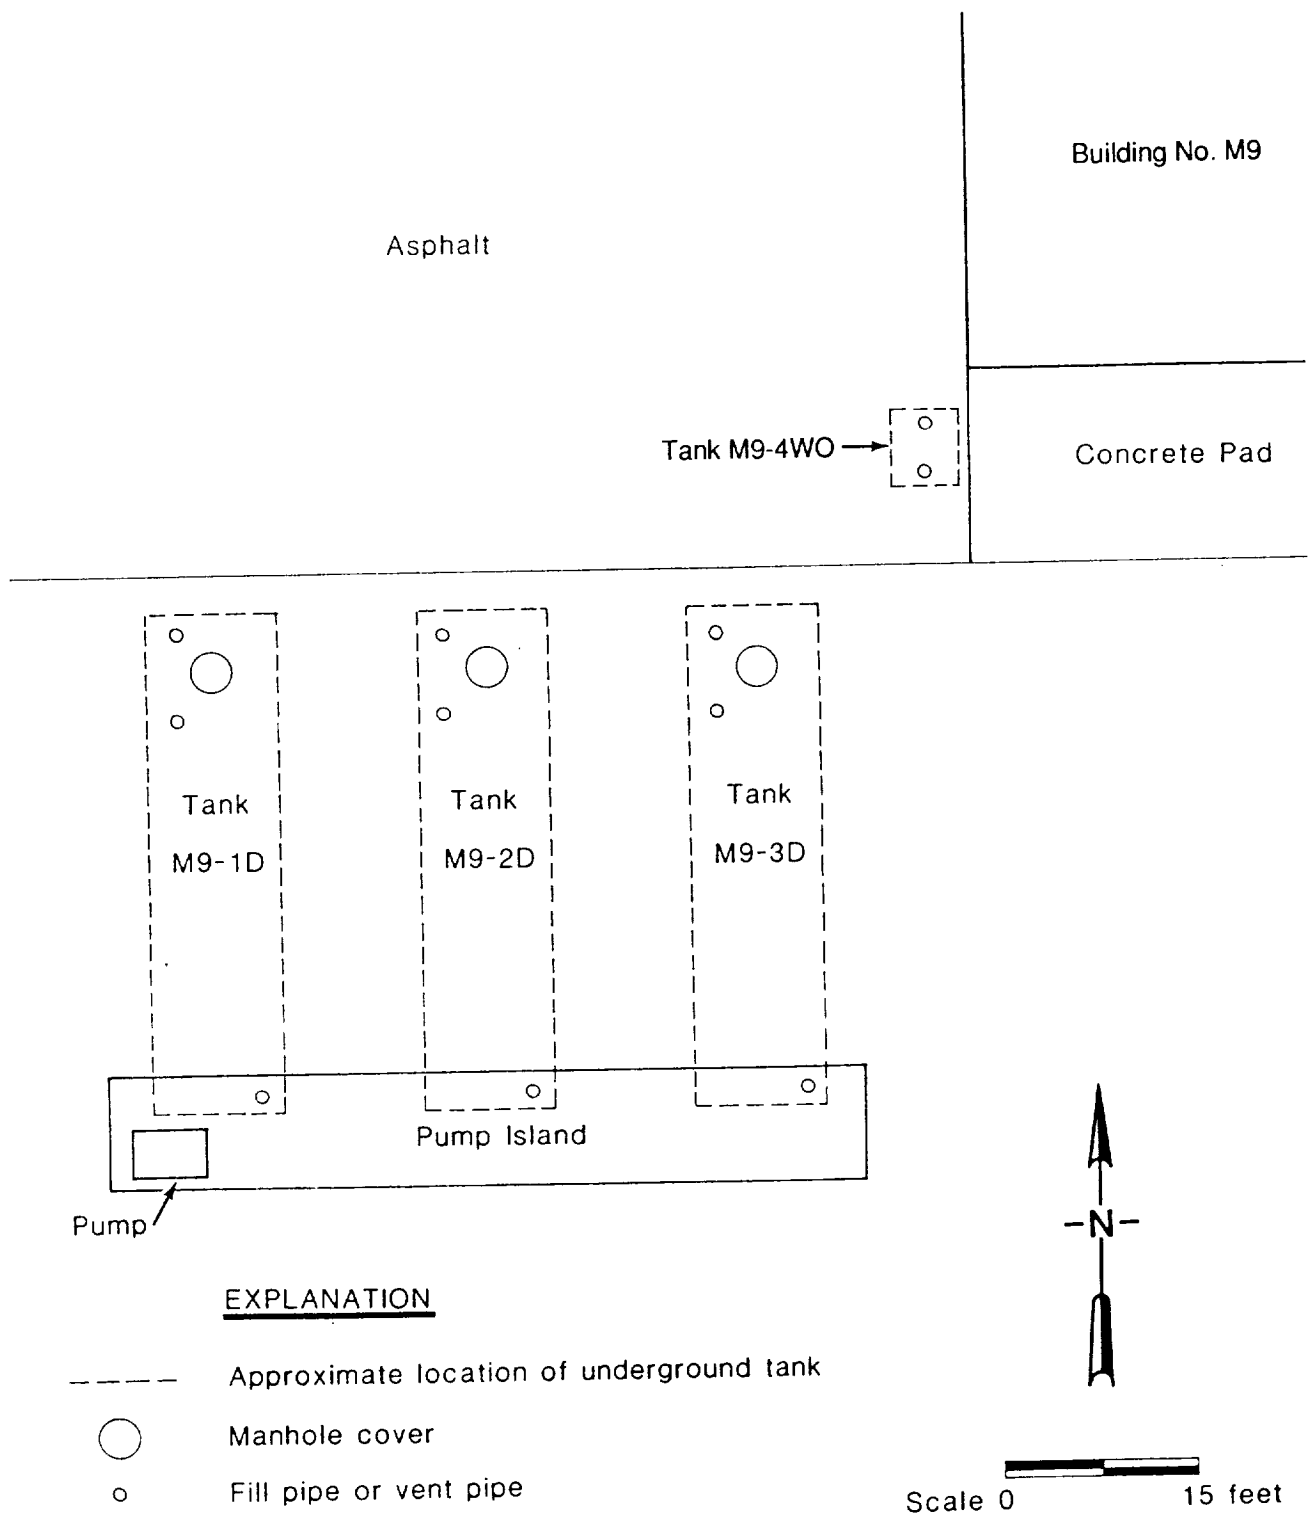 Building No. M9
Asphalt
Tank M9-4WO
Concrete Pad
Tank
M9-1D
Tank
M9-2D
Tank
M9-3D
Pump Island
Pump
N
EXPLANATION
Approximate location of underground tank
Manhole cover
Fill pipe or vent pipe
Scale 0 15 feet